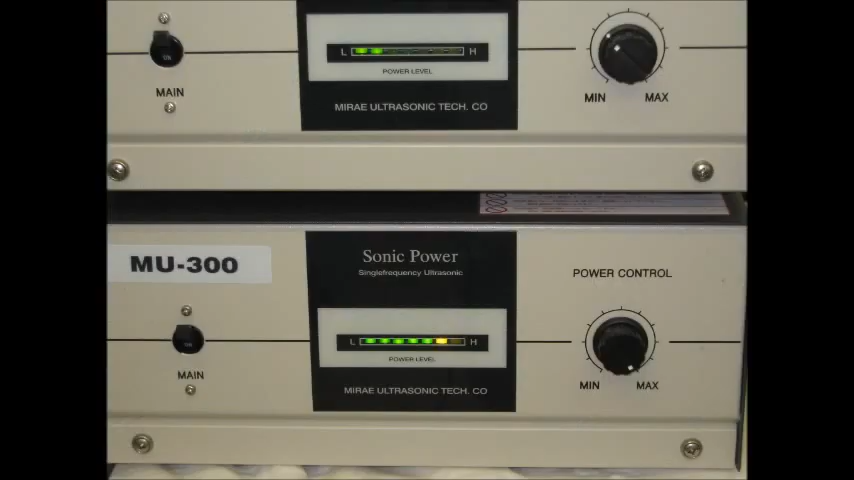 L H
POWER LEVEL
MAIN
MIN MAX
MIRAE ULTRASONIC TECH. CO
MU-300
Sonic Power
Singlefrequency Ultrasonic
POWER CONTROL
L H
POWER LEVEL
MAIN
MIN MAX
MIRAE ULTRASONIC TECH. CO